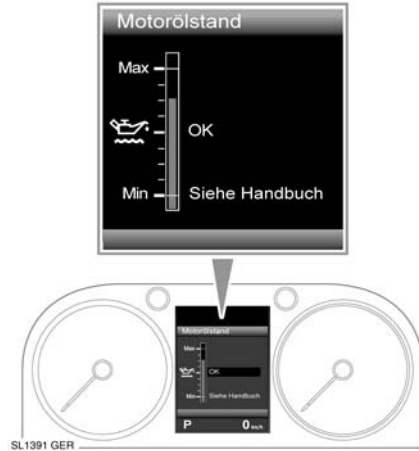 Motorölstand
Max
OK
Min Siehe Handbuch
Motorölstand
Max
OK
Min Siehe Handbuch
P 0 km/h
SL1391 GER